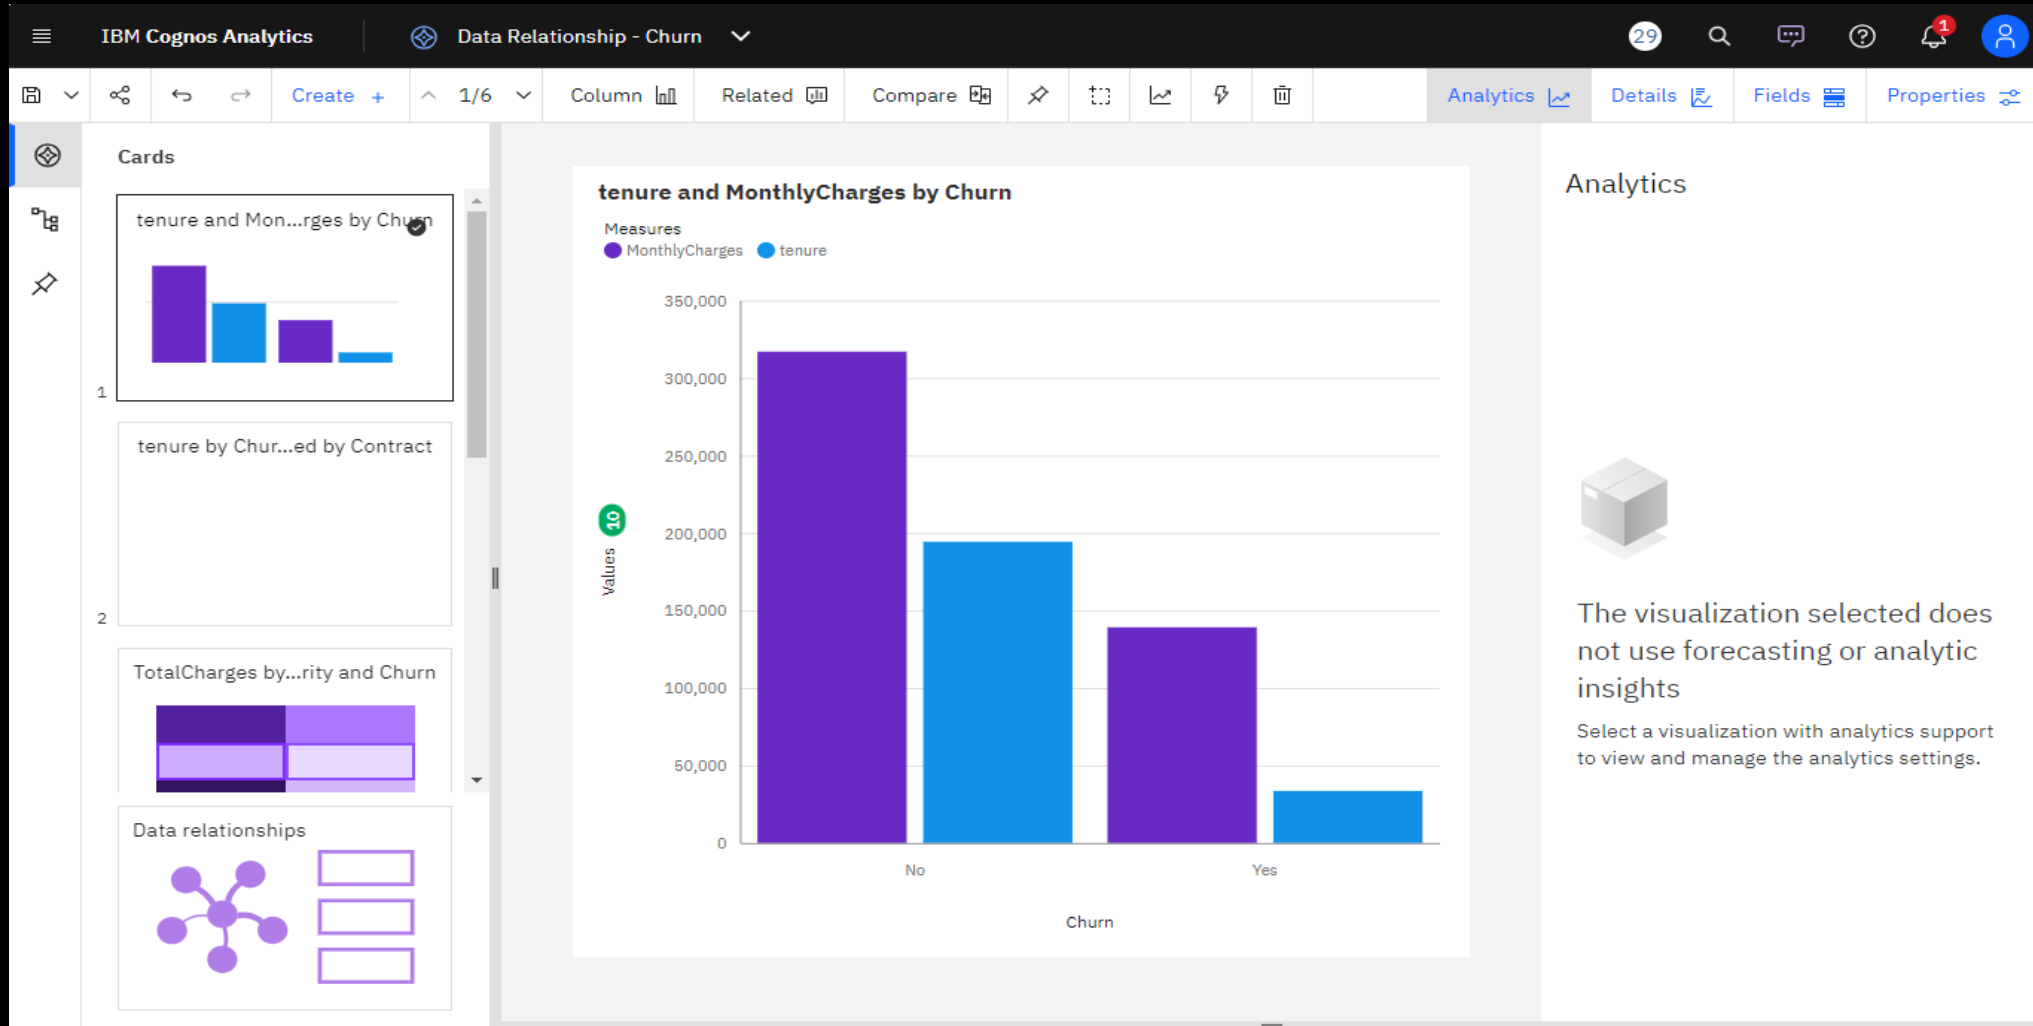 IBM Cognos Analytics
Data Relationship - Churn
29
1
Create +
1/6
Column
Related
Compare
Analytics
Details
Fields
Properties
Cards
tenure and Mon...rges by Churn
1
tenure by Chur...ed by Contract
2
TotalCharges by...rity and Churn
Data relationships
tenure and MonthlyCharges by Churn
Measures
MonthlyCharges
tenure
350,000
300,000
250,000
200,000
150,000
100,000
50,000
0
Values
10
No
Yes
Churn
Analytics
The visualization selected does
not use forecasting or analytic
insights
Select a visualization with analytics support
to view and manage the analytics settings.